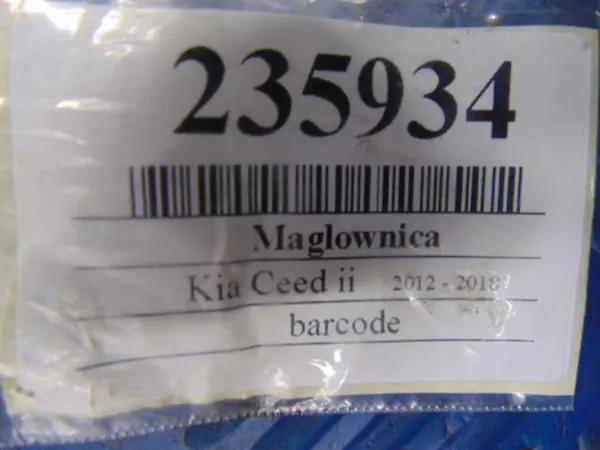 235934
Maglownica
Kia Ceed ii 2012 - 2018
barcode